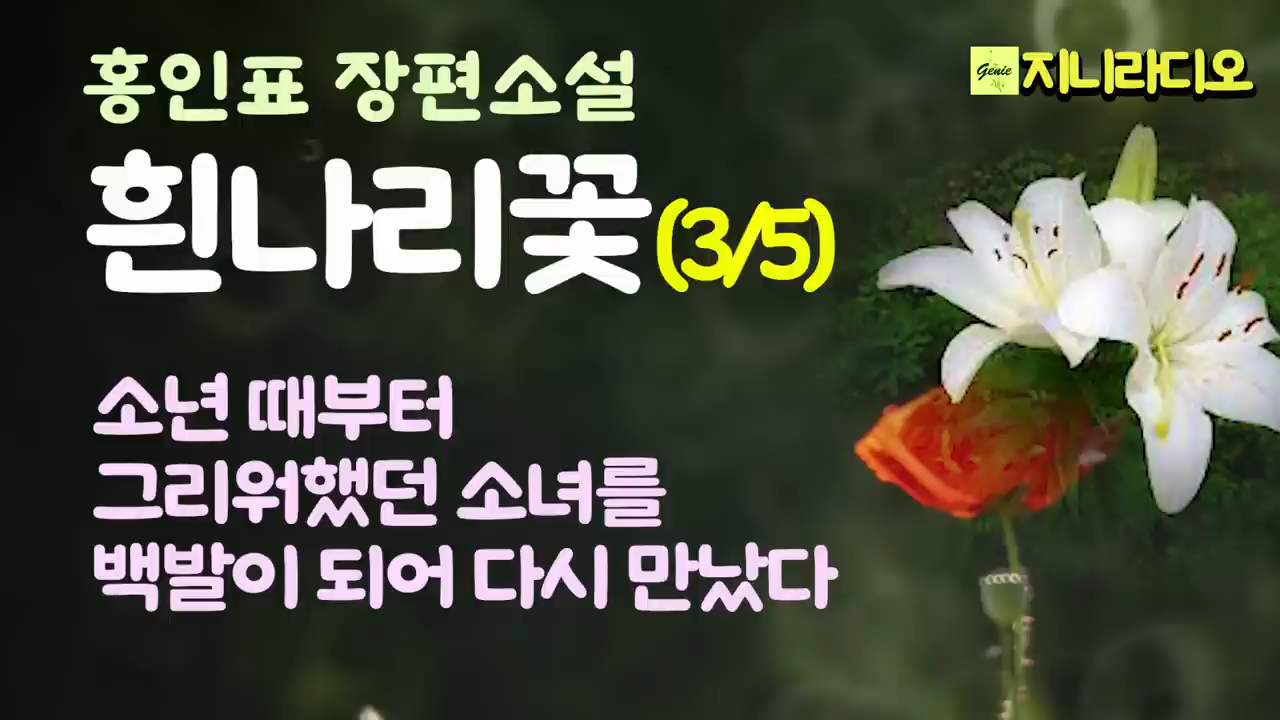 홍인표 장편소설
Genie 지니라디오
흰나리꽃(3/5)
소년 때부터
그리워했던 소녀를
백발이 되어 다시 만났다